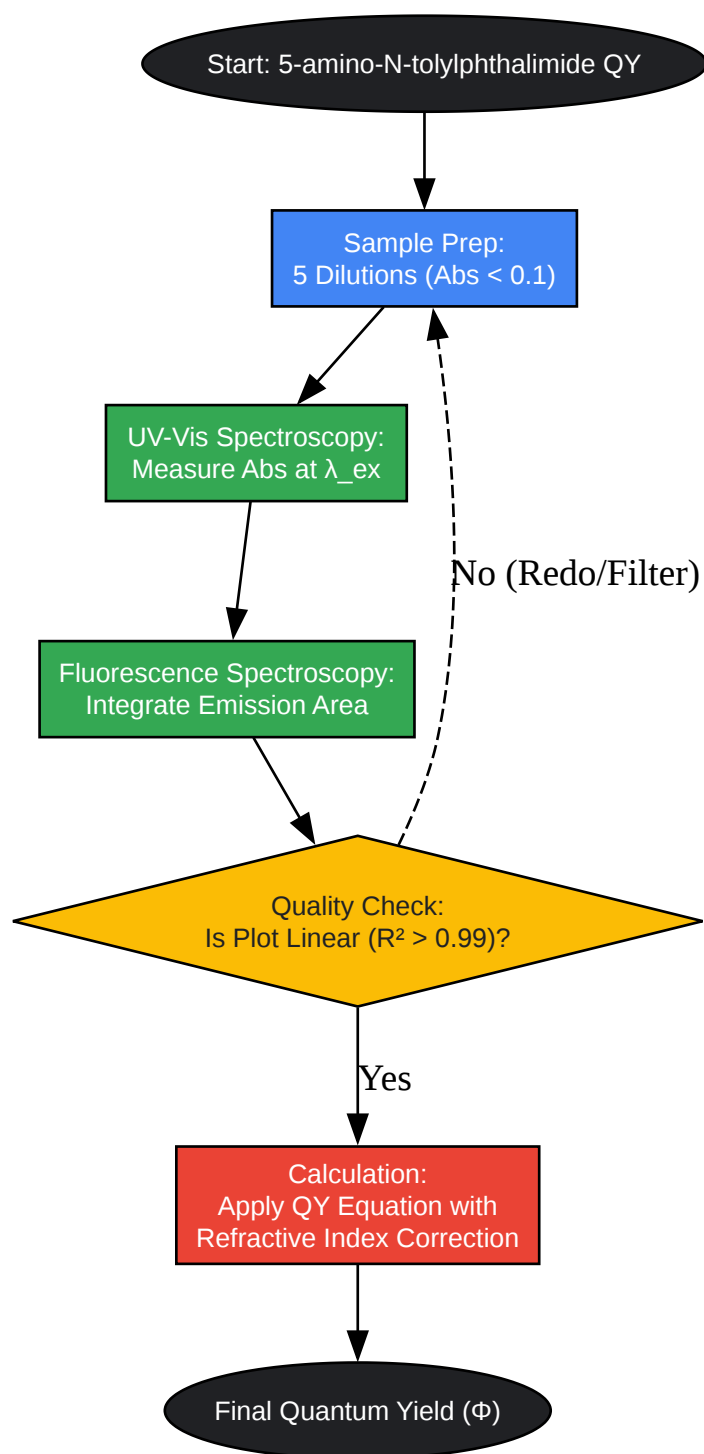 Start: 5-amino-N-tolylphthalimide QY
Sample Prep:
5 Dilutions (Abs < 0.1)
UV-Vis Spectroscopy:
Measure Abs at λ_ex
No (Redo/Filter)
Fluorescence Spectroscopy:
Integrate Emission Area
Quality Check:
Is Plot Linear (R² > 0.99)?
Yes
Calculation:
Apply QY Equation with
Refractive Index Correction
Final Quantum Yield (Φ)